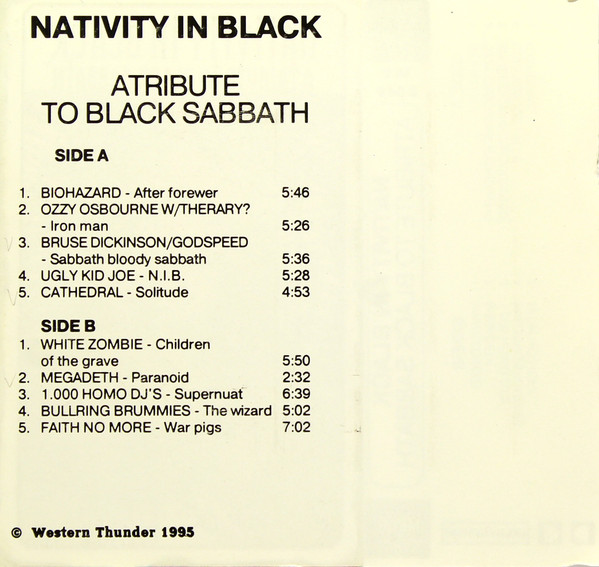 NATIVITY IN BLACK
ATRIBUTE
TO BLACK SABBATH
SIDE A
1. BIOHAZARD - After forewer 5:46
2. OZZY OSBOURNE W/THERARY?
- Iron man 5:26
3. BRUSE DICKINSON/GODSPEED
- Sabbath bloody sabbath 5:36
4. UGLY KID JOE - N.I.B. 5:28
5. CATHEDRAL - Solitude 4:53
SIDE B
1. WHITE ZOMBIE - Children
of the grave 5:50
2. MEGADETH - Paranoid 2:32
3. 1.000 HOMO DJ'S - Supernuat 6:39
4. BULLRING BRUMMIES - The wizard 5:02
5. FAITH NO MORE - War pigs 7:02
© Western Thunder 1995